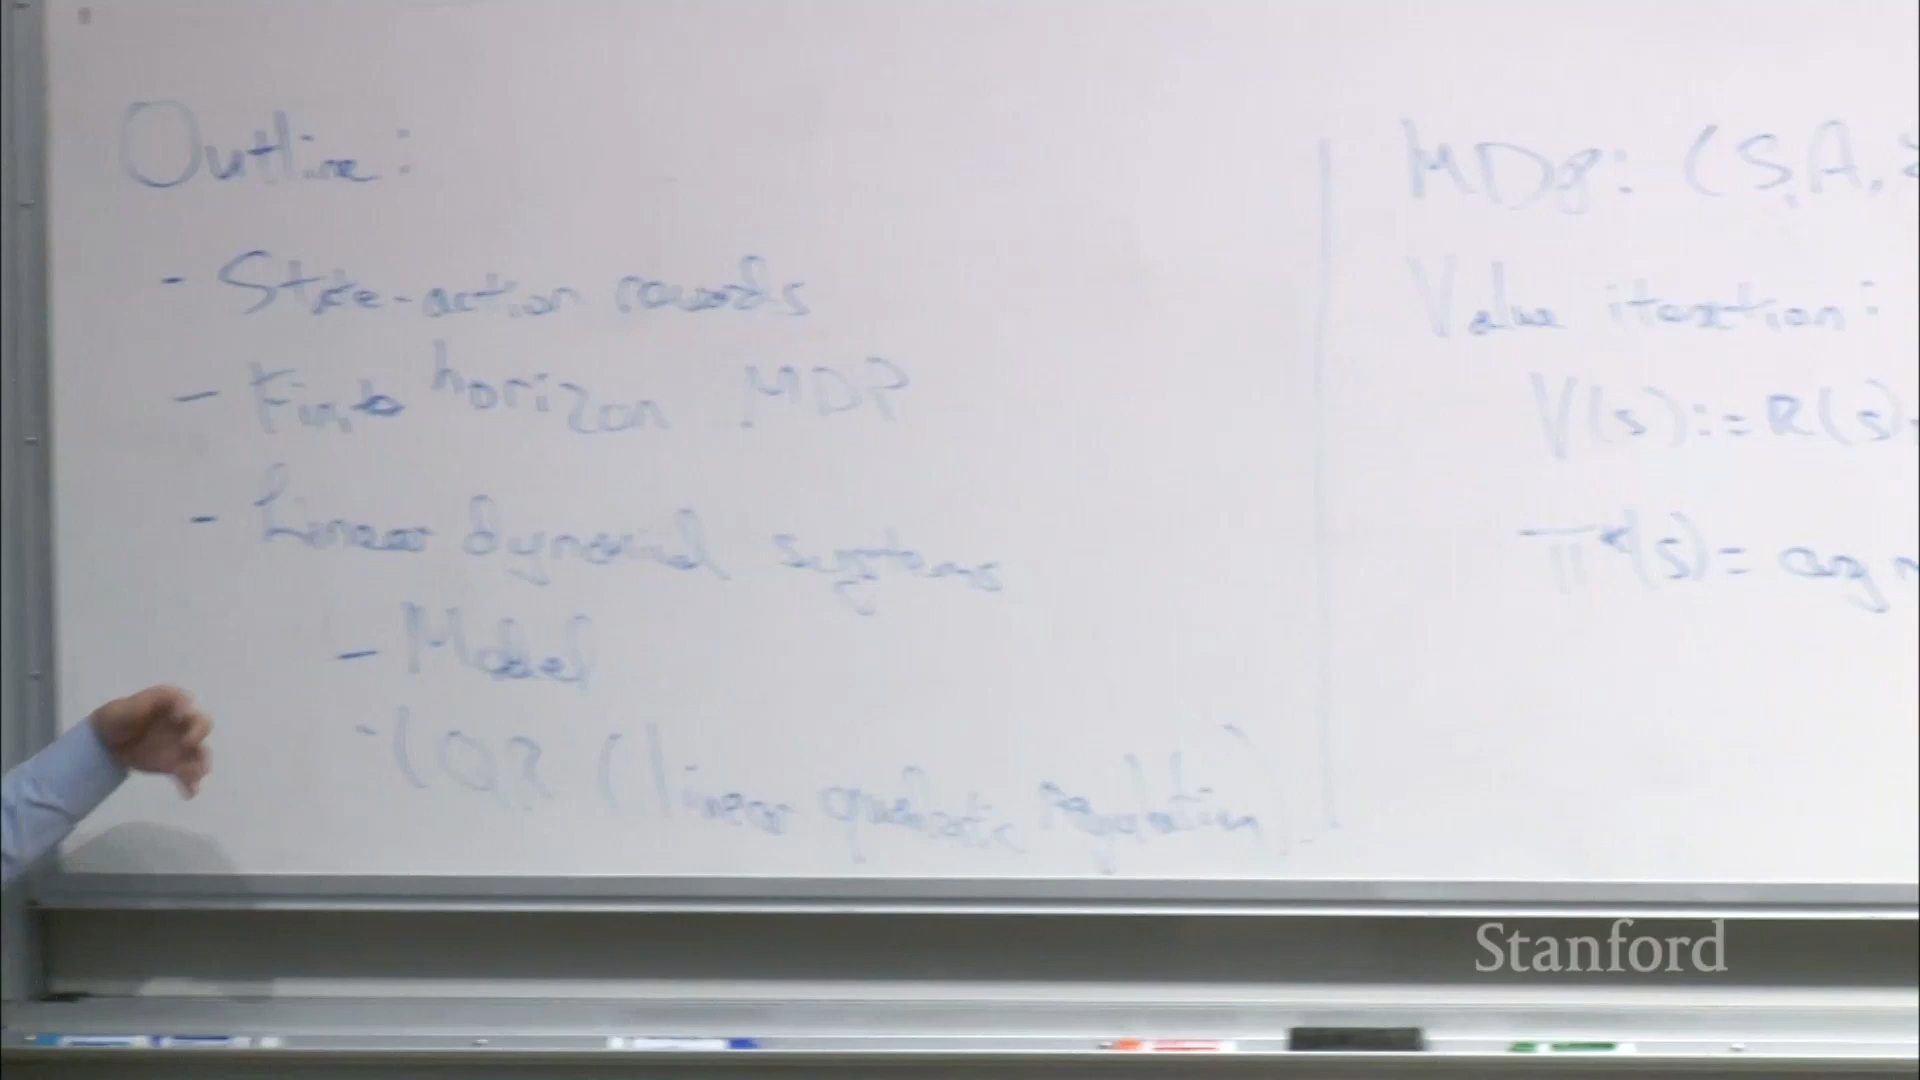 Outline:
- State-action rewards
- Finite horizon MDP
- Linear dynamical systems
- Model
- LQR (linear quadratic regulation)
MDP: (S, A,
Value iteration:
V(s) := R(s)
π*(s) = arg m
Stanford